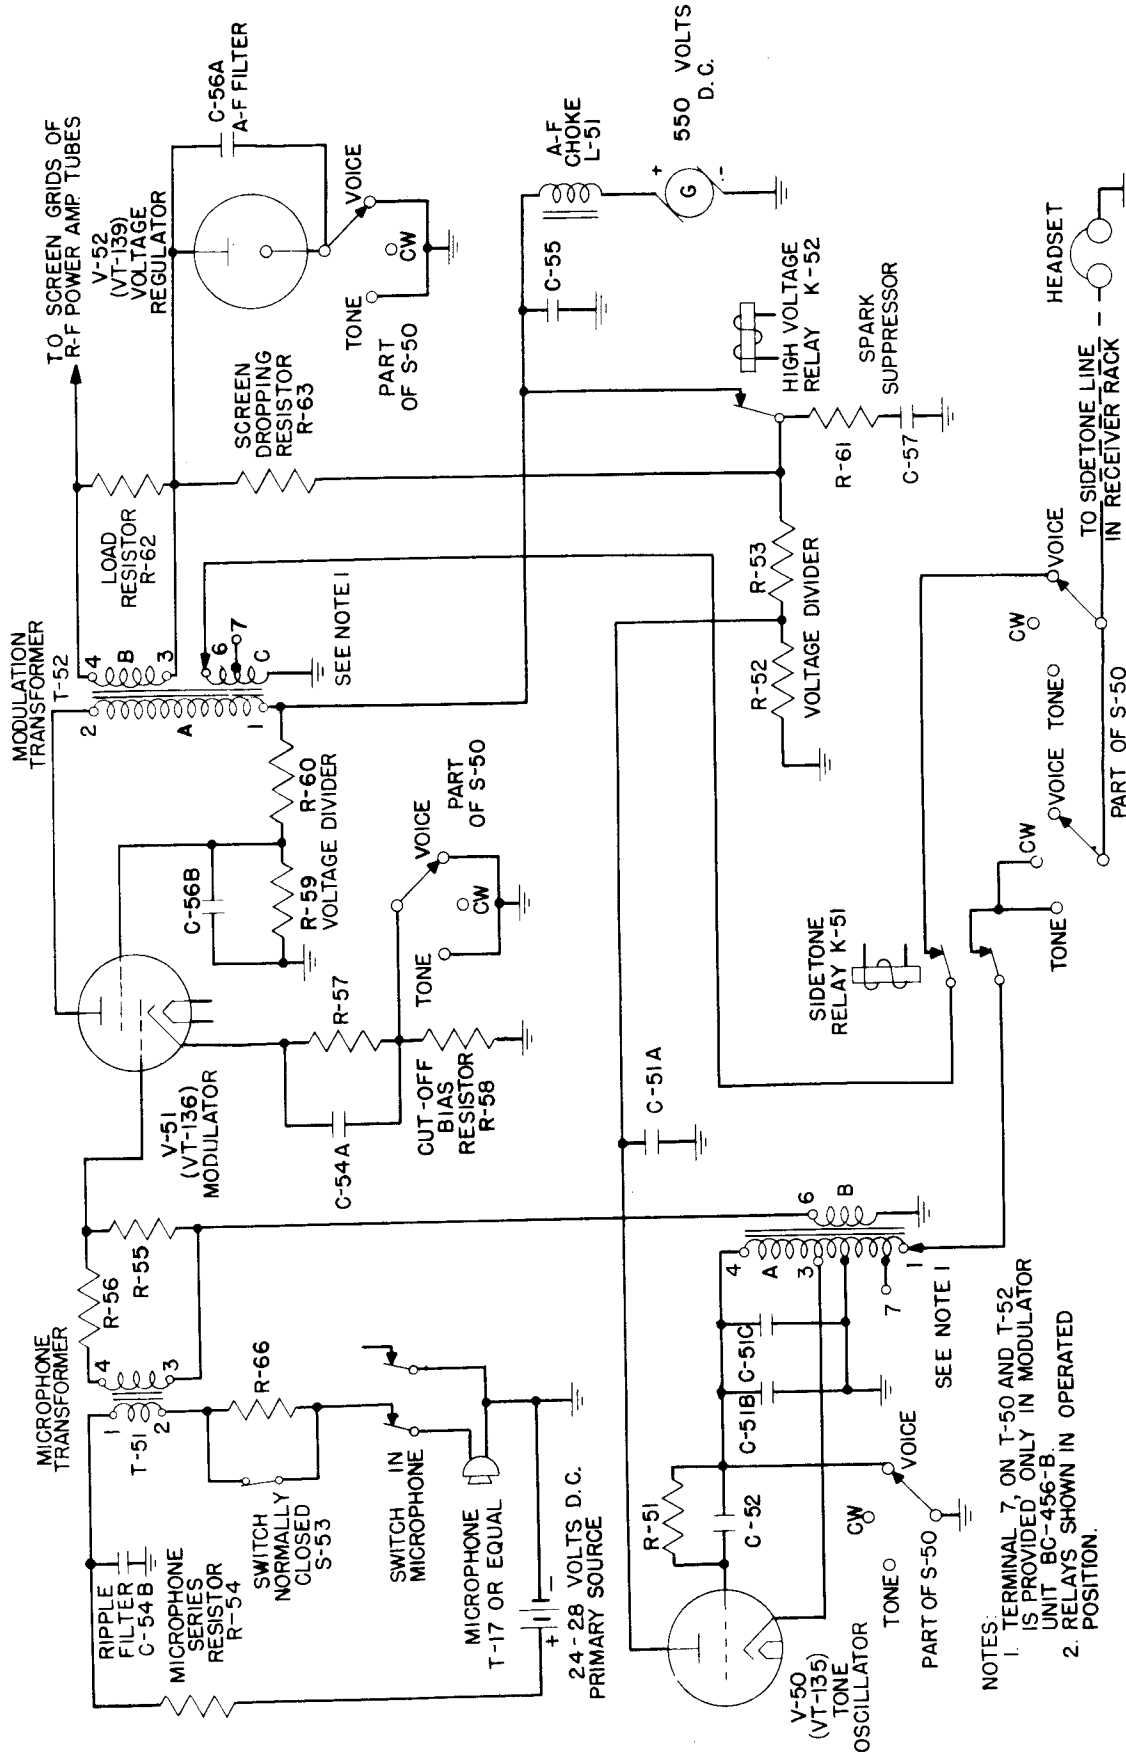 MICROPHONE
TRANSFORMER
1
4
T-51
2
3
R-56
R-55
RIPPLE
FILTER
C-54B
MICROPHONE
SERIES
RESISTOR
R-54
R-66
SWITCH
NORMALLY
CLOSED
S-53
SWITCH IN
MICROPHONE
MICROPHONE
T-17 OR EQUAL
+
-
24-28 VOLTS D.C.
PRIMARY SOURCE
V-51
(VT-136)
MODULATOR
C-54A
R-57
CUT-OFF
BIAS
RESISTOR
R-58
TONE
CW
VOICE
PART
OF S-50
C-56B
R-59
R-60
VOLTAGE DIVIDER
MODULATION
TRANSFORMER
T-52
2
4
A
B
1
3
6
7
C
SEE NOTE 1
LOAD
RESISTOR
R-62
TO SCREEN GRIDS OF
R-F POWER AMP. TUBES
V-52
(VT-139)
VOLTAGE
REGULATOR
C-56A
A-F FILTER
SCREEN
DROPPING
RESISTOR
R-63
TONE
CW
VOICE
PART
OF S-50
A-F
CHOKE
L-51
C-55
+
G
-
550 VOLTS
D.C.
HIGH VOLTAGE
RELAY K-52
R-61
C-57
SPARK
SUPPRESSOR
R-52
R-53
VOLTAGE DIVIDER
C-51A
R-51
C-52
C-51B
C-51C
4
A
3
6
B
7
1
SEE NOTE 1
V-50
(VT-135)
TONE
OSCILLATOR
TONE
CW
VOICE
PART OF S-50
SIDETONE
RELAY K-51
TONE
CW
VOICE
TONE
CW
VOICE
PART OF S-50
TO SIDETONE LINE
IN RECEIVER RACK
HEADSET
NOTES:
1. TERMINAL 7, ON T-50 AND T-52
IS PROVIDED, ONLY IN MODULATOR
UNIT BC-456-B.
2. RELAYS SHOWN IN OPERATED
POSITION.